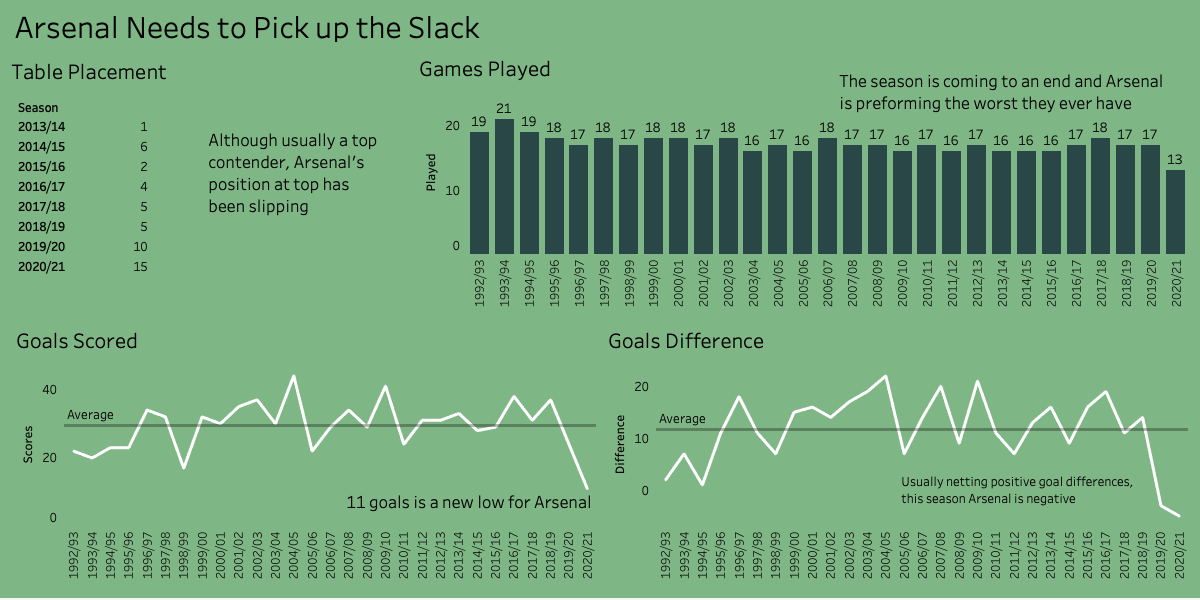 Arsenal Needs to Pick up the Slack
Table Placement
Season
2013/14 1
2014/15 6
2015/16 2
2016/17 4
2017/18 5
2018/19 5
2019/20 10
2020/21 15
Although usually a top
contender, Arsenal's
position at top has
been slipping
Games Played
The season is coming to an end and Arsenal
is preforming the worst they ever have
Played
20
10
0
19 21 19 18 17 18 17 18 18 17 18 16 17 16 18 17 17 16 17 16 17 16 16 16 17 18 17 17 13
1992/93 1993/94 1994/95 1995/96 1996/97 1997/98 1998/99 1999/00 2000/01 2001/02 2002/03 2003/04 2004/05 2005/06 2006/07 2007/08 2008/09 2009/10 2010/11 2011/12 2012/13 2013/14 2014/15 2015/16 2016/17 2017/18 2018/19 2019/20 2020/21
Goals Scored
Scores
40
20
0
Average
11 goals is a new low for Arsenal
1992/93 1993/94 1994/95 1995/96 1996/97 1997/98 1998/99 1999/00 2000/01 2001/02 2002/03 2003/04 2004/05 2005/06 2006/07 2007/08 2008/09 2009/10 2010/11 2011/12 2012/13 2013/14 2014/15 2015/16 2016/17 2017/18 2018/19 2019/20 2020/21
Goals Difference
Difference
20
10
0
Average
Usually netting positive goal differences,
this season Arsenal is negative
1992/93 1993/94 1994/95 1995/96 1996/97 1997/98 1998/99 1999/00 2000/01 2001/02 2002/03 2003/04 2004/05 2005/06 2006/07 2007/08 2008/09 2009/10 2010/11 2011/12 2012/13 2013/14 2014/15 2015/16 2016/17 2017/18 2018/19 2019/20 2020/21